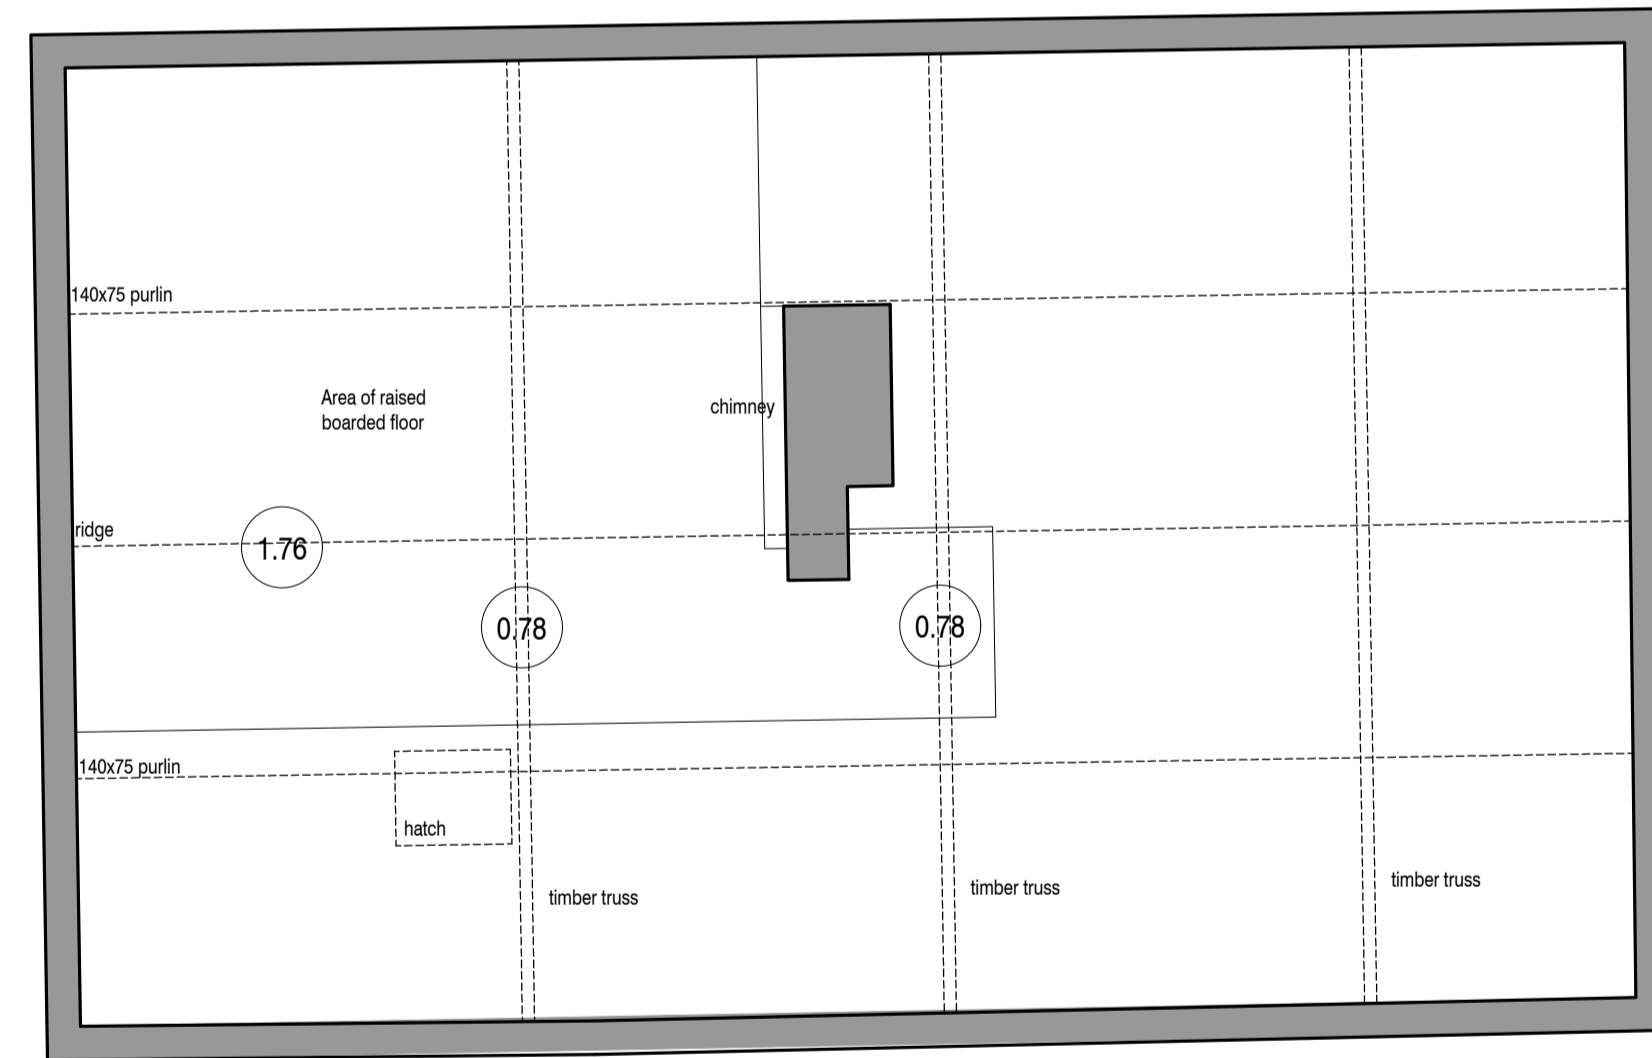 140x75 purlin
Area of raised
boarded floor
chimney
ridge
1.76
0.78
0.78
140x75 purlin
hatch
timber truss
timber truss
timber truss